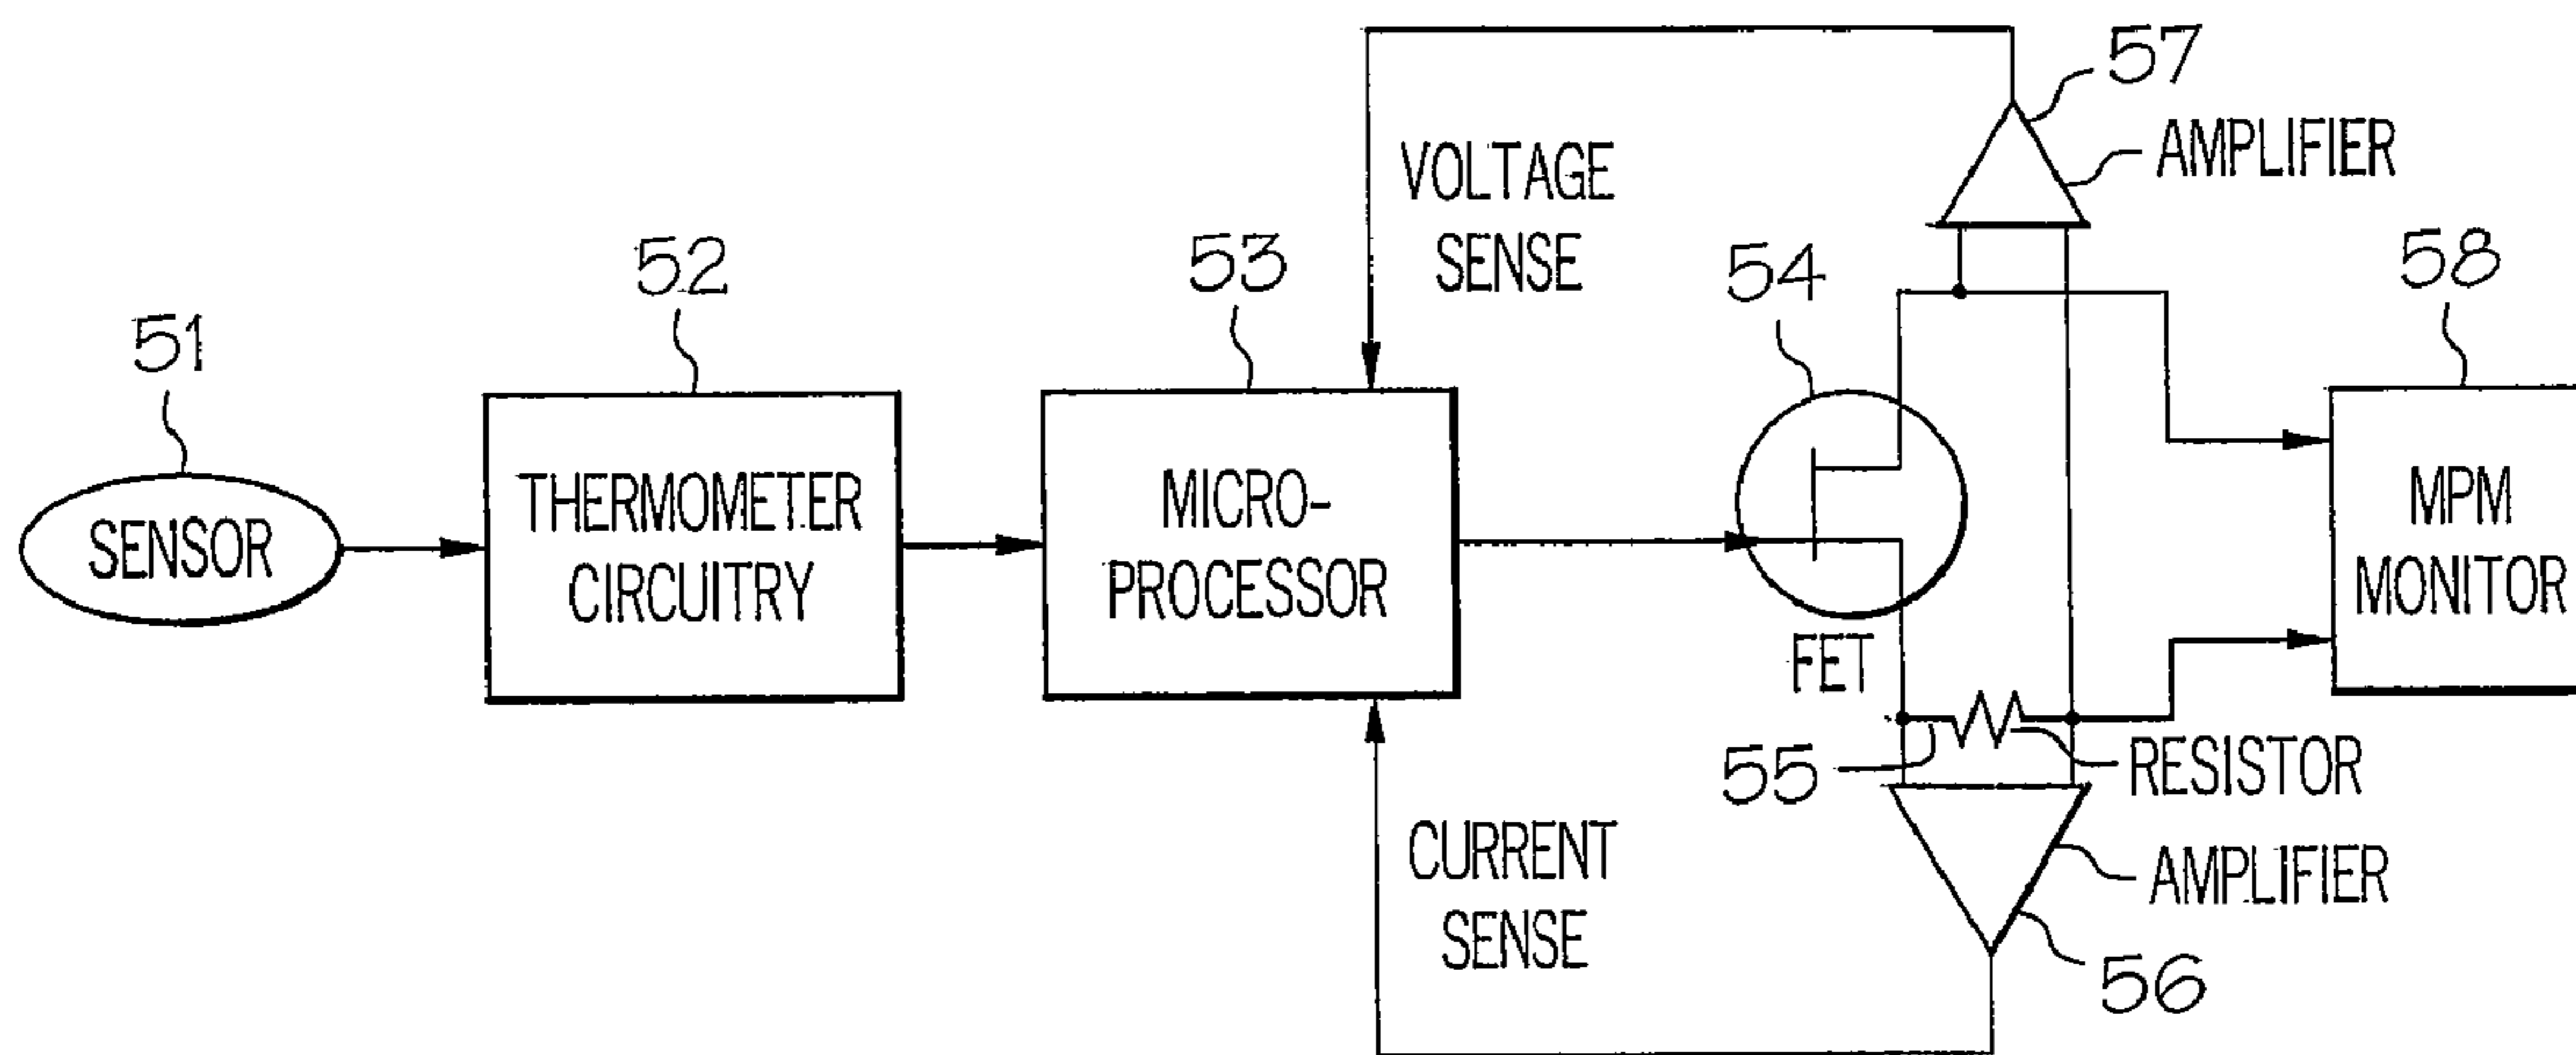 57
AMPLIFIER
VOLTAGE
SENSE
51
52
53
54
58
SENSOR
THERMOMETER
CIRCUITRY
MICRO-
PROCESSOR
MPM
MONITOR
FET
55
RESISTOR
CURRENT
SENSE
AMPLIFIER
56